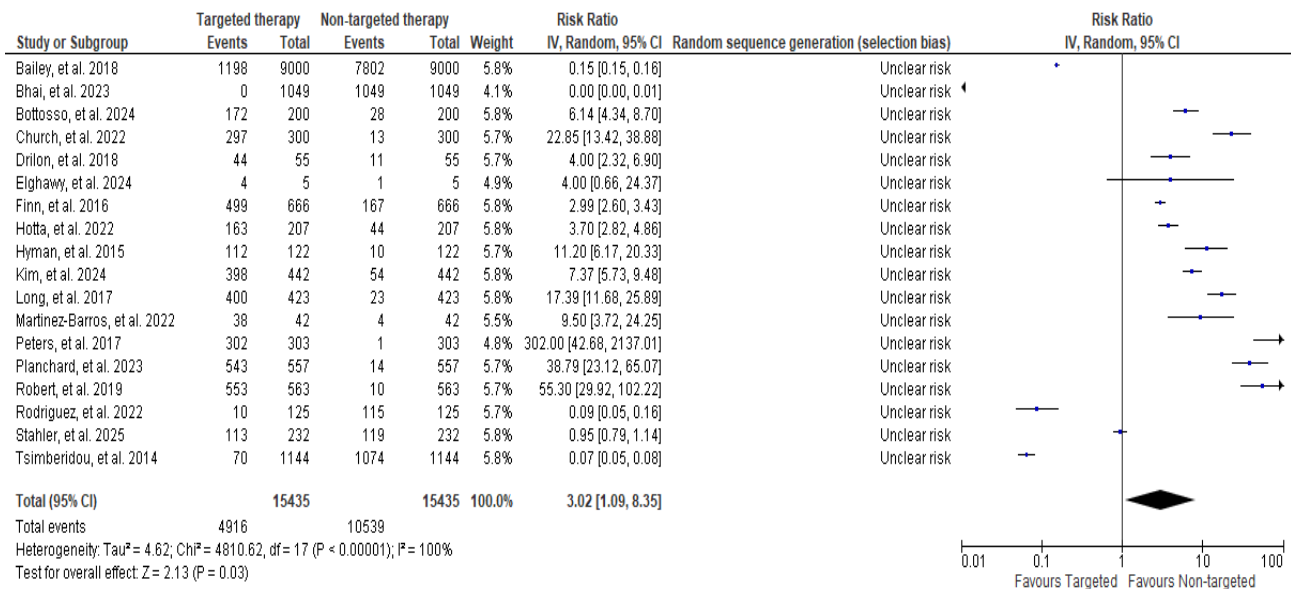 Targeted therapy Non-targeted therapy Risk Ratio Risk Ratio
Study or Subgroup Events Total Events Total Weight IV, Random, 95% CI Random sequence generation (selection bias) IV, Random, 95% CI
Bailey, et al. 2018 1198 9000 7802 9000 5.8% 0.15 [0.15, 0.16] Unclear risk
Bhai, et al. 2023 0 1049 1049 1049 4.1% 0.00 [0.00, 0.01] Unclear risk
Bottosso, et al. 2024 172 200 28 200 5.8% 6.14 [4.34, 8.70] Unclear risk
Church, et al. 2022 297 300 13 300 5.7% 22.85 [13.42, 38.88] Unclear risk
Drilon, et al. 2018 44 55 11 55 5.7% 4.00 [2.32, 6.90] Unclear risk
Elghawy, et al. 2024 4 5 1 5 4.9% 4.00 [0.66, 24.37] Unclear risk
Finn, et al. 2016 499 666 167 666 5.8% 2.99 [2.60, 3.43] Unclear risk
Hotta, et al. 2022 163 207 44 207 5.8% 3.70 [2.82, 4.86] Unclear risk
Hyman, et al. 2015 112 122 10 122 5.7% 11.20 [6.17, 20.33] Unclear risk
Kim, et al. 2024 398 442 54 442 5.8% 7.37 [5.73, 9.48] Unclear risk
Long, et al. 2017 400 423 23 423 5.8% 17.39 [11.68, 25.89] Unclear risk
Martinez-Barros, et al. 2022 38 42 4 42 5.5% 9.50 [3.72, 24.25] Unclear risk
Peters, et al. 2017 302 303 1 303 4.8% 302.00 [42.68, 2137.01] Unclear risk
Planchard, et al. 2023 543 557 14 557 5.7% 38.79 [23.12, 65.07] Unclear risk
Robert, et al. 2019 553 563 10 563 5.7% 55.30 [29.92, 102.22] Unclear risk
Rodriguez, et al. 2022 10 125 115 125 5.7% 0.09 [0.05, 0.16] Unclear risk
Stahler, et al. 2025 113 232 119 232 5.8% 0.95 [0.79, 1.14] Unclear risk
Tsimberidou, et al. 2014 70 1144 1074 1144 5.8% 0.07 [0.05, 0.08] Unclear risk
Total (95% CI) 15435 15435 100.0% 3.02 [1.09, 8.35]
Total events 4916 10539
Heterogeneity: Tau² = 4.62; Chi² = 4810.62, df = 17 (P < 0.00001); I² = 100%
Test for overall effect: Z = 2.13 (P = 0.03)
0.01 0.1 1 10 100
Favours Targeted Favours Non-targeted